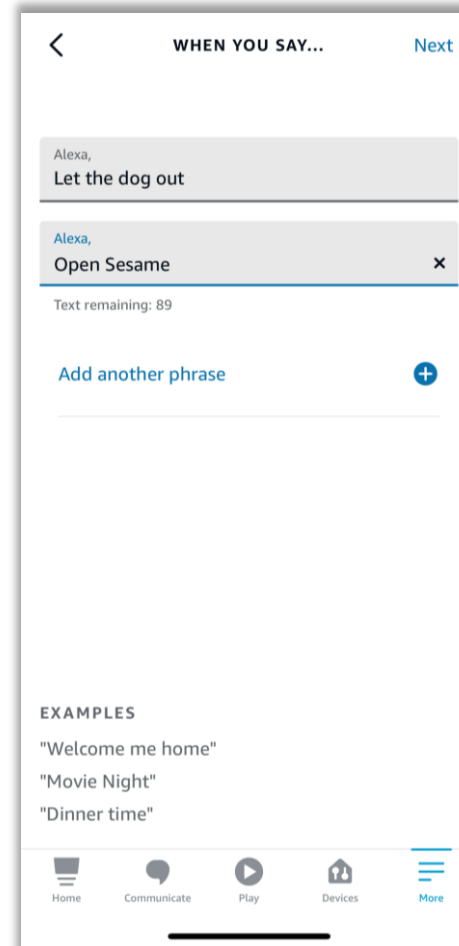 WHEN YOU SAY...
Next
Alexa,
Let the dog out
Alexa,
Open Sesame
Text remaining: 89
Add another phrase
EXAMPLES
"Welcome me home"
"Movie Night"
"Dinner time"
Home Communicate Play Devices More